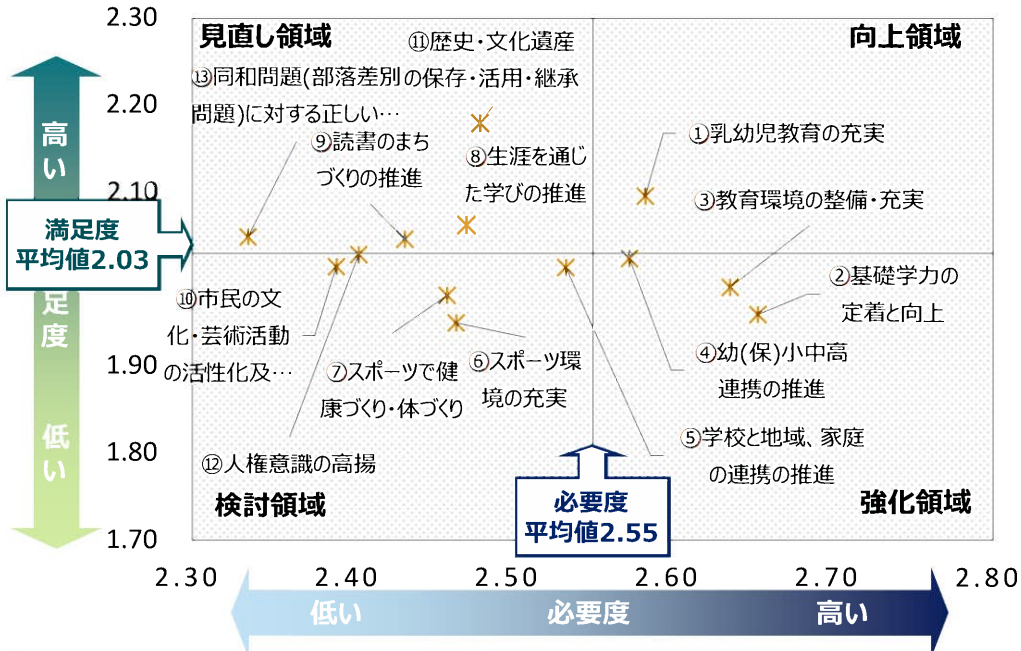 2.30
2.20
2.10
1.90
1.80
1.70
高い
満足度
平均値2.03
足度
低い
見直し領域
向上領域
⑪歴史・文化遺産
の保存・活用・継承
⑬同和問題(部落差別
問題)に対する正しい…
⑨読書のまち
づくりの推進
⑧生涯を通じ
た学びの推進
①乳幼児教育の充実
③教育環境の整備・充実
②基礎学力の
定着と向上
⑩市民の文
化・芸術活動
の活性化及…
⑦スポーツで健
康づくり・体づくり
⑥スポーツ環
境の充実
④幼(保)小中高
連携の推進
⑤学校と地域、家庭
の連携の推進
⑫人権意識の高揚
検討領域
強化領域
必要度
平均値2.55
2.30
2.40
2.50
2.60
2.70
2.80
低い
必要度
高い